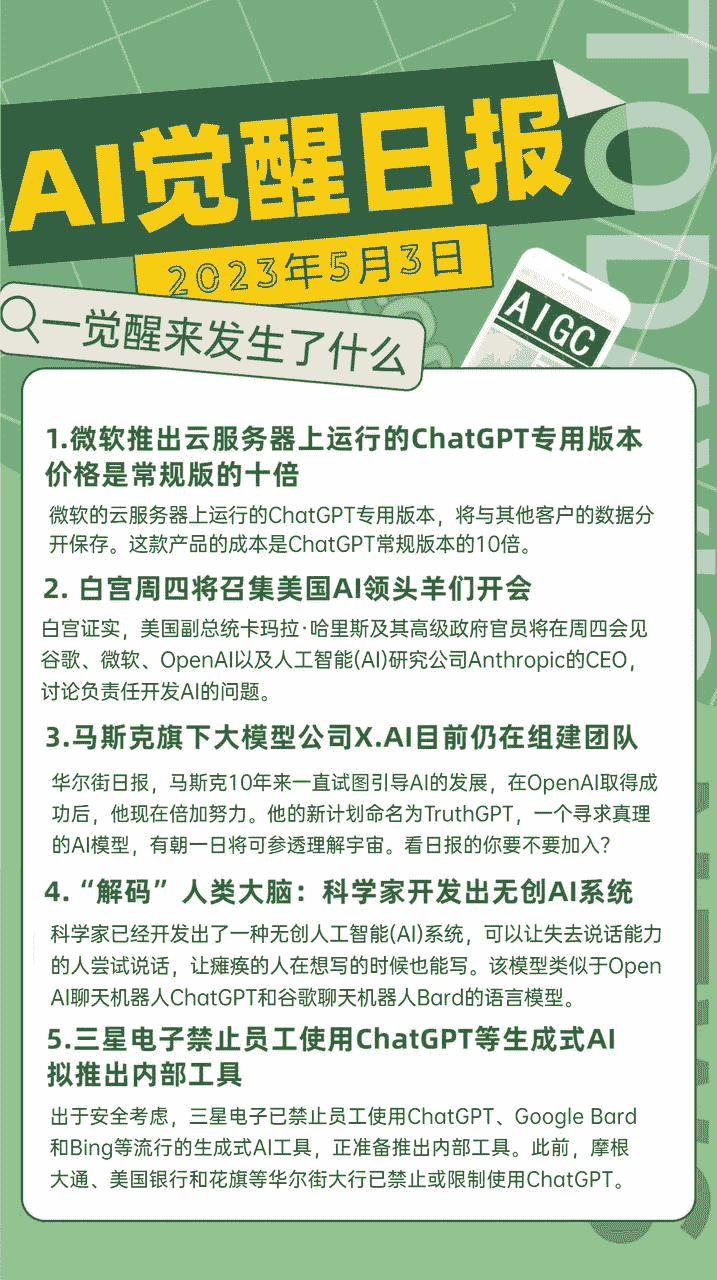 AI觉醒日报
2023年5月3日
一觉醒来发生了什么
AIGC
1.微软推出云服务器上运行的ChatGPT专用版本
价格是常规版的十倍
微软的云服务器上运行的ChatGPT专用版本，将与其他客户的数据分
开保存。这款产品的成本是ChatGPT常规版本的10倍。
2. 白宫周四将召集美国AI领头羊们开会
白宫证实，美国副总统卡玛拉·哈里斯及其高级政府官员将在周四会见
谷歌、微软、OpenAI以及人工智能(AI)研究公司Anthropic的CEO，
讨论负责任开发AI的问题。
3.马斯克旗下大模型公司X.AI目前仍在组建团队
华尔街日报，马斯克10年来一直试图引导AI的发展，在OpenAI取得成
功后，他现在倍加努力。他的新计划命名为TruthGPT，一个寻求真理
的AI模型，有朝一日将可参透理解宇宙。看日报的你要不要加入？
4.“解码” 人类大脑：科学家开发出无创AI系统
科学家已经开发出了一种无创人工智能(AI)系统，可以让失去说话能力
的人尝试说话，让瘫痪的人在想写的时候也能写。该模型类似于Open
AI聊天机器人ChatGPT和谷歌聊天机器人Bard的语言模型。
5.三星电子禁止员工使用ChatGPT等生成式AI
拟推出内部工具
出于安全考虑，三星电子已禁止员工使用ChatGPT、Google Bard
和Bing等流行的生成式AI工具，正准备推出内部工具。此前，摩根
大通、美国银行和花旗等华尔街大行已禁止或限制使用ChatGPT。